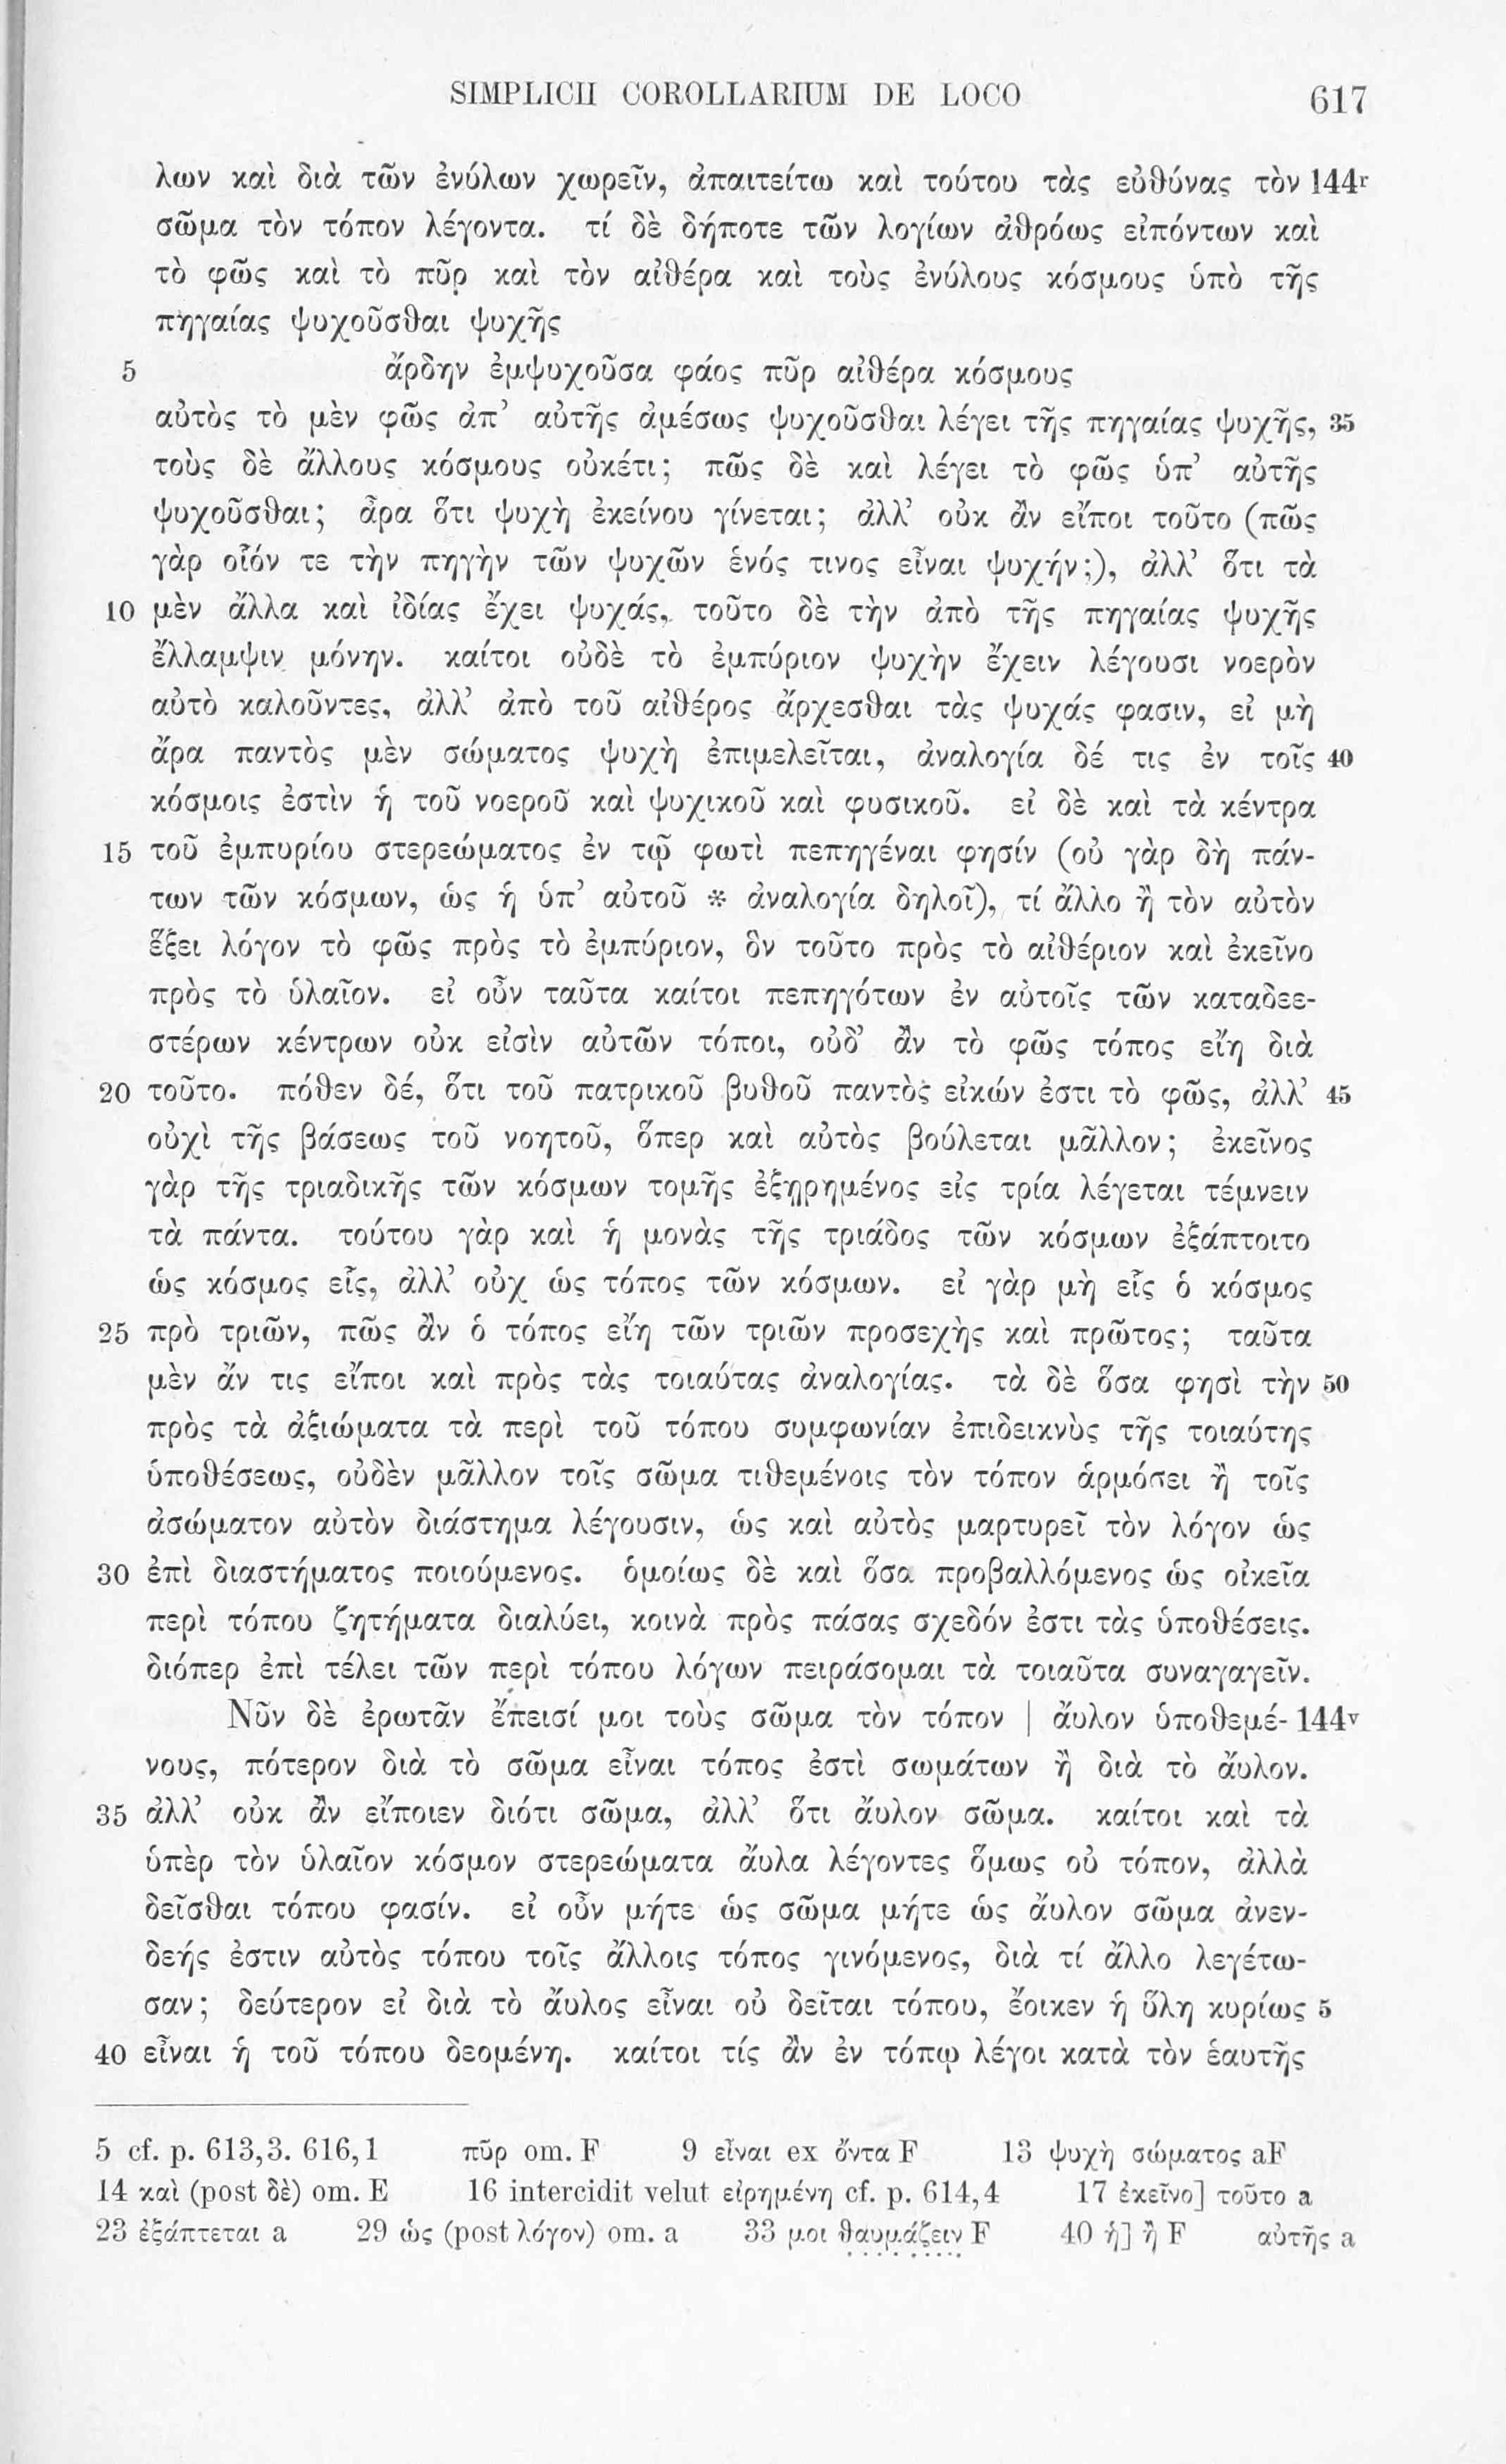 SIMPLICII COROLLARIUM DE LOCO 617
λων καὶ διὰ τῶν ἐνύλων χωρεῖν, ἀπαιτείτω καὶ τούτου τὰς εὐθύνας τὸν 144r
σῶμα τὸν τόπον λέγοντα. τί δὲ δήποτε τῶν λογίων ἀθρόως εἰπόντων καὶ
τὸ φῶς καὶ τὸ πῦρ καὶ τὸν αἰθέρα καὶ τοὺς ἐνύλους κόσμους ὑπὸ τῆς
πηγαίας ψυχοῦσθαι ψυχῆς
5 ἄρδην ἐμψυχοῦσα φάος πῦρ αἰθέρα κόσμους
αὐτὸς τὸ μὲν φῶς ἀπ’ αὐτῆς ἀμέσως ψυχοῦσθαι λέγει τῆς πηγαίας ψυχῆς, 35
τοὺς δὲ ἄλλους κόσμους οὐκέτι; πῶς δὲ καὶ λέγει τὸ φῶς ὑπ’ αὐτῆς
ψυχοῦσθαι; ἆρα ὅτι ψυχὴ ἐκείνου γίνεται; ἀλλ’ οὐκ ἂν εἴποι τοῦτο (πῶς
γὰρ οἷόν τε τὴν πηγὴν τῶν ψυχῶν ἑνός τινος εἶναι ψυχήν;), ἀλλ’ ὅτι τὰ
10 μὲν ἄλλα καὶ ἰδίας ἔχει ψυχάς, τοῦτο δὲ τὴν ἀπὸ τῆς πηγαίας ψυχῆς
ἔλλαμψιν μόνην. καίτοι οὐδὲ τὸ ἐμπύριον ψυχὴν ἔχειν λέγουσι νοερὸν
αὐτὸ καλοῦντες, ἀλλ’ ἀπὸ τοῦ αἰθέρος ἄρχεσθαι τὰς ψυχάς φασιν, εἰ μὴ
ἄρα παντὸς μὲν σώματος ψυχὴ ἐπιμελεῖται, ἀναλογία δέ τις ἐν τοῖς 40
κόσμοις ἐστὶν ἡ τοῦ νοεροῦ καὶ ψυχικοῦ καὶ φυσικοῦ. εἰ δὲ καὶ τὰ κέντρα
15 τοῦ ἐμπυρίου στερεώματος ἐν τῷ φωτὶ πεπηγέναι φησίν (οὐ γὰρ δὴ πάν-
των τῶν κόσμων, ὡς ἡ ὑπ’ αὐτοῦ * ἀναλογία δηλοῖ), τί ἄλλο ἢ τὸν αὐτὸν
ἕξει λόγον τὸ φῶς πρὸς τὸ ἐμπύριον, ὃν τοῦτο πρὸς τὸ αἰθέριον καὶ ἐκεῖνο
πρὸς τὸ ὑλαῖον. εἰ οὖν ταῦτα καίτοι πεπηγότων ἐν αὐτοῖς τῶν καταδεε-
στέρων κέντρων οὐκ εἰσὶν αὐτῶν τόποι, οὐδ’ ἂν τὸ φῶς τόπος εἴη διὰ
20 τοῦτο. πόθεν δέ, ὅτι τοῦ πατρικοῦ βυθοῦ παντὸς εἰκών ἐστι τὸ φῶς, ἀλλ’ 45
οὐχὶ τῆς βάσεως τοῦ νοητοῦ, ὅπερ καὶ αὐτὸς βούλεται μᾶλλον; ἐκεῖνος
γὰρ τῆς τριαδικῆς τῶν κόσμων τομῆς ἐξῃρημένος εἰς τρία λέγεται τέμνειν
τὰ πάντα. τούτου γὰρ καὶ ἡ μονὰς τῆς τριάδος τῶν κόσμων ἐξάπτοιτο
ὡς κόσμος εἷς, ἀλλ’ οὐχ ὡς τόπος τῶν κόσμων. εἰ γὰρ μὴ εἷς ὁ κόσμος
25 πρὸ τριῶν, πῶς ἂν ὁ τόπος εἴη τῶν τριῶν προσεχὴς καὶ πρῶτος; ταῦτα
μὲν ἄν τις εἴποι καὶ πρὸς τὰς τοιαύτας ἀναλογίας. τὰ δὲ ὅσα φησὶ τὴν 50
πρὸς τὰ ἀξιώματα τὰ περὶ τοῦ τόπου συμφωνίαν ἐπιδεικνὺς τῆς τοιαύτης
ὑποθέσεως, οὐδὲν μᾶλλον τοῖς σῶμα τιθεμένοις τὸν τόπον ἁρμόσει ἢ τοῖς
ἀσώματον αὐτὸν διάστημα λέγουσιν, ὡς καὶ αὐτὸς μαρτυρεῖ τὸν λόγον ὡς
30 ἐπὶ διαστήματος ποιούμενος. ὁμοίως δὲ καὶ ὅσα προβαλλόμενος ὡς οἰκεῖα
περὶ τόπου ζητήματα διαλύει, κοινὰ πρὸς πάσας σχεδόν ἐστι τὰς ὑποθέσεις.
διόπερ ἐπὶ τέλει τῶν περὶ τόπου λόγων πειράσομαι τὰ τοιαῦτα συναγαγεῖν.
Νῦν δὲ ἐρωτᾶν ἔπεισί μοι τοὺς σῶμα τὸν τόπον | ἄυλον ὑποθεμέ- 144v
νους, πότερον διὰ τὸ σῶμα εἶναι τόπος ἐστὶ σωμάτων ἢ διὰ τὸ ἄυλον.
35 ἀλλ’ οὐκ ἂν εἴποιεν διότι σῶμα, ἀλλ’ ὅτι ἄυλον σῶμα. καίτοι καὶ τὰ
ὑπὲρ τὸν ὑλαῖον κόσμον στερεώματα ἄυλα λέγοντες ὅμως οὐ τόπον, ἀλλὰ
δεῖσθαι τόπου φασίν. εἰ οὖν μήτε ὡς σῶμα μήτε ὡς ἄυλον σῶμα ἀνεν-
δεής ἐστιν αὐτὸς τόπου τοῖς ἄλλοις τόπος γινόμενος, διὰ τί ἄλλο λεγέτω-
σαν; δεύτερον εἰ διὰ τὸ ἄυλος εἶναι οὐ δεῖται τόπου, ἔοικεν ἡ ὕλη κυρίως 5
40 εἶναι ἡ τοῦ τόπου δεομένη. καίτοι τίς ἂν ἐν τόπῳ λέγοι κατὰ τὸν ἑαυτῆς
5 cf. p. 613,3. 616,1 πῦρ om. F 9 εἶναι ex ὄντα F 13 ψυχὴ σώματος aF
14 καὶ (post δὲ) om. E 16 intercidit velut εἰρημένη cf. p. 614,4 17 ἐκεῖνο] τοῦτο a
23 ἐξάπτεται a 29 ὡς (post λόγον) om. a 33 μοι θαυμάζειν F 40 ἡ] ἢ F αὐτῆς a